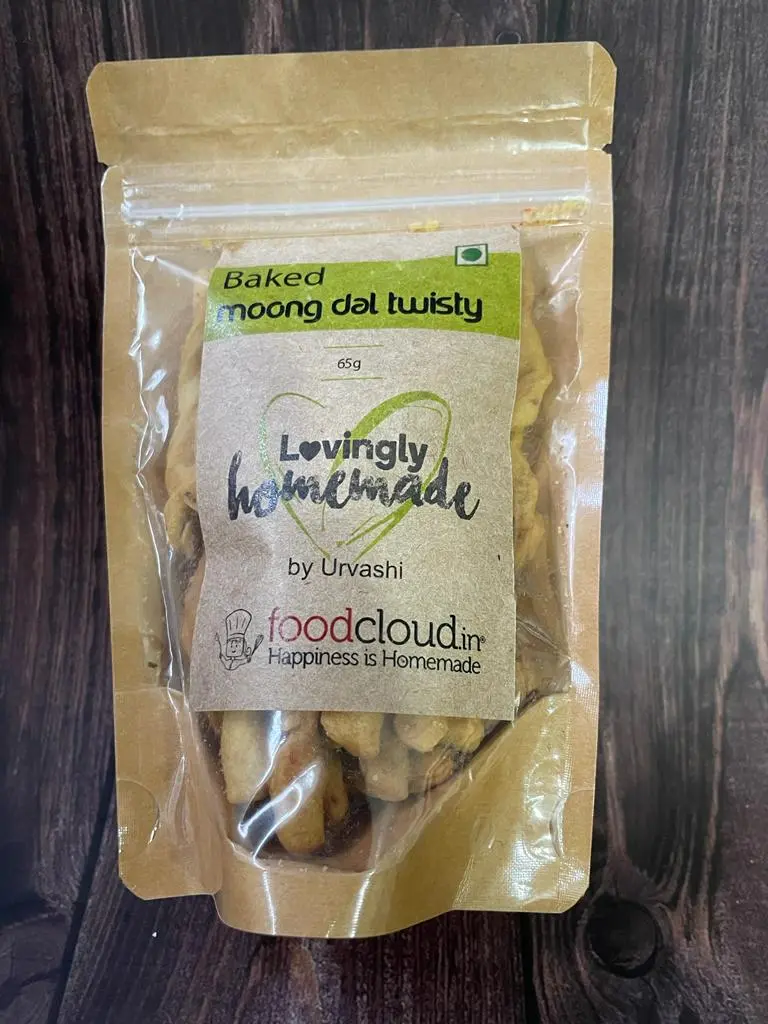 Baked
moong dal twisty
65g
Lovingly
homemade
by Urvashi
foodcloud.in®
Happiness is Homemade